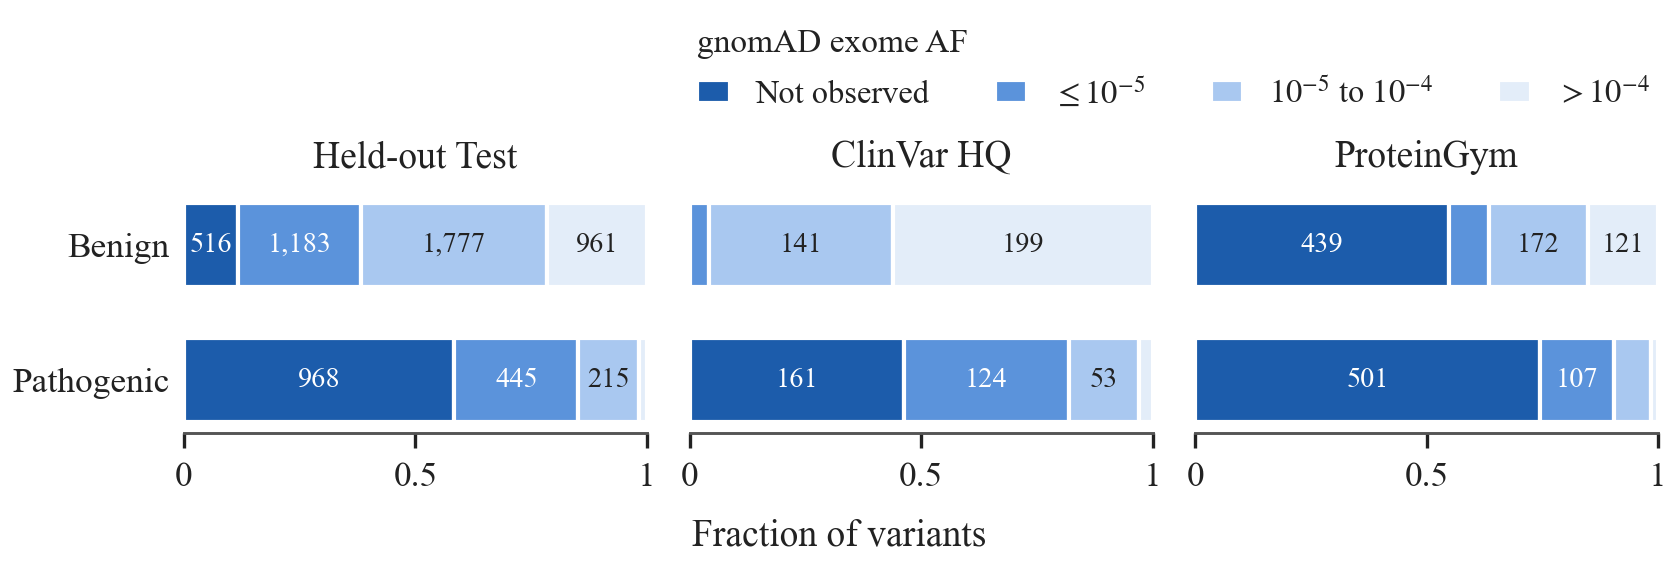 gnomAD exome AF
Not observed ≤10⁻⁵ 10⁻⁵ to 10⁻⁴ >10⁻⁴
Held-out Test ClinVar HQ ProteinGym
Benign 516 1,183 1,777 961 141 199 439 172 121
Pathogenic 968 445 215 161 124 53 501 107
0 0.5 1 0 0.5 1 0 0.5 1
Fraction of variants